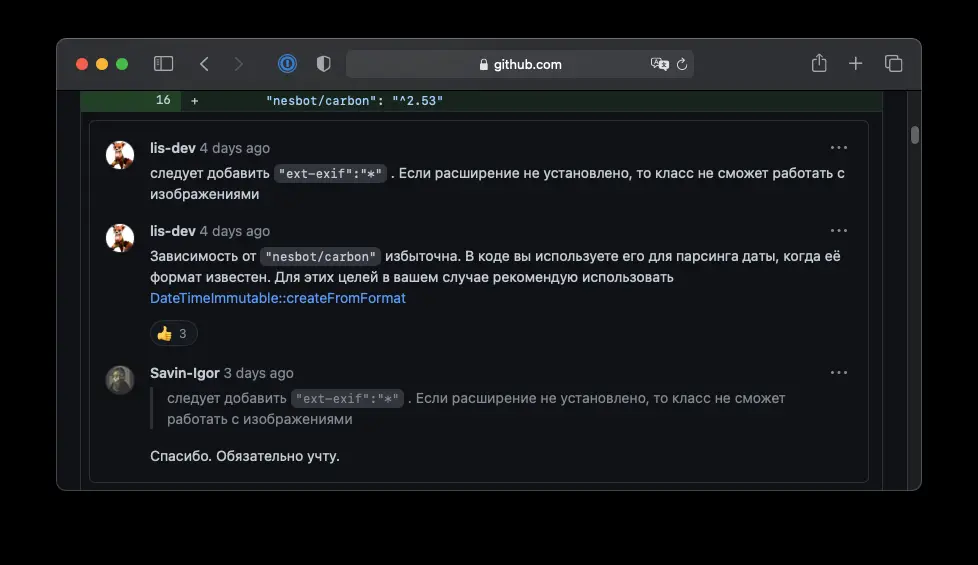 github.com
16 + "nesbot/carbon": "^2.53"
lis-dev 4 days ago
следует добавить "ext-exif":"*" . Если расширение не установлено, то класс не сможет работать с
изображениями
lis-dev 4 days ago
Зависимость от "nesbot/carbon" избыточна. В коде вы используете его для парсинга даты, когда её
формат известен. Для этих целей в вашем случае рекомендую использовать
DateTimeImmutable::createFromFormat
👍 3
Savin-Igor 3 days ago
следует добавить "ext-exif":"*" . Если расширение не установлено, то класс не сможет
работать с изображениями
Спасибо. Обязательно учту.